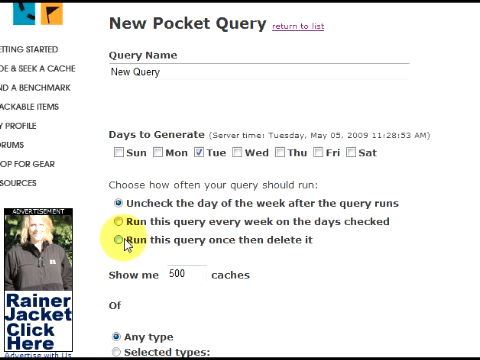 New Pocket Query return to list
Query Name
New Query
Days to Generate (Server time: Tuesday, May 05, 2009 11:28:53 AM)
Sun Mon Tue Wed Thu Fri Sat
Choose how often your query should run:
Uncheck the day of the week after the query runs
Run this query every week on the days checked
Run this query once then delete it
Show me 500 caches
Of
Any type
Selected types:
ETTING STARTED
DE & SEEK A CACHE
ND A BENCHMARK
ACKABLE ITEMS
Y PROFILE
ORUMS
OP FOR GEAR
SOURCES
ADVERTISEMENT
Rainer
Jacket
Click
Here
Advertise with Us